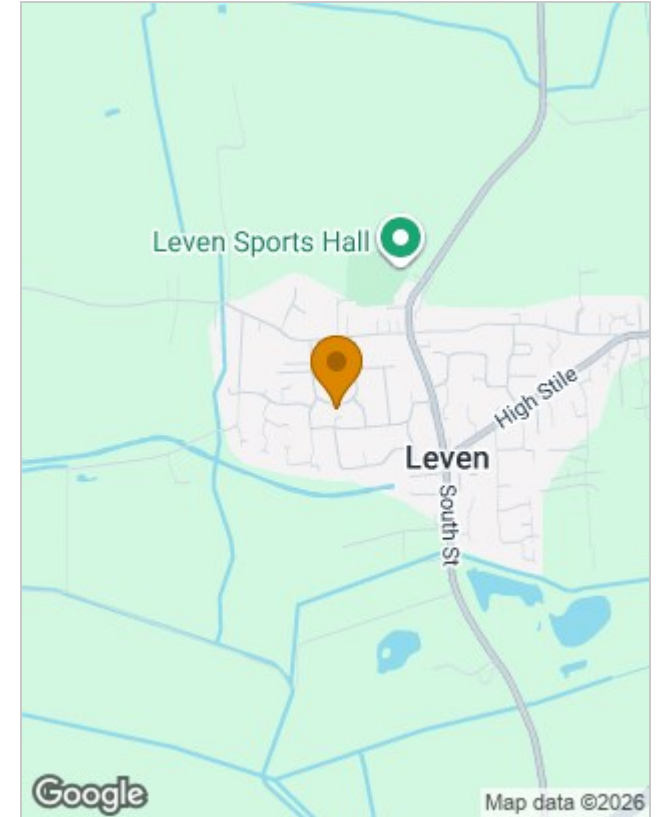 Leven Sports Hall
High Stile
Leven
South St
Google
Map data ©2026